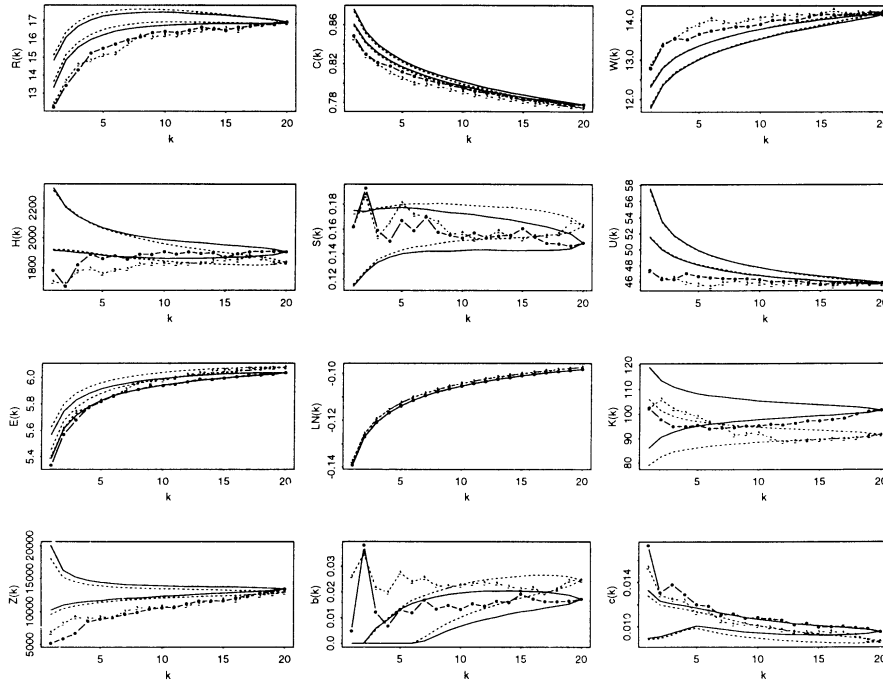 R(k)
13 14 15 16 17
5 10 15 20
k
C(k)
0.78 0.82 0.86
5 10 15 20
k
W(k)
12.0 13.0 14.0
5 10 15 20
k
H(k)
1800 2000 2200
5 10 15 20
k
S(k)
0.12 0.14 0.16 0.18
5 10 15 20
k
U(k)
46 48 50 52 54 56 58
5 10 15 20
k
E(k)
5.4 5.6 5.8 6.0
5 10 15 20
k
LN(k)
-0.14 -0.12 -0.10
5 10 15 20
k
K(k)
80 90 100 110 120
5 10 15 20
k
Z(k)
5000 10000 15000 20000
5 10 15 20
k
b(k)
0.0 0.01 0.02 0.03
5 10 15 20
k
c(k)
0.010 0.014
5 10 15 20
k